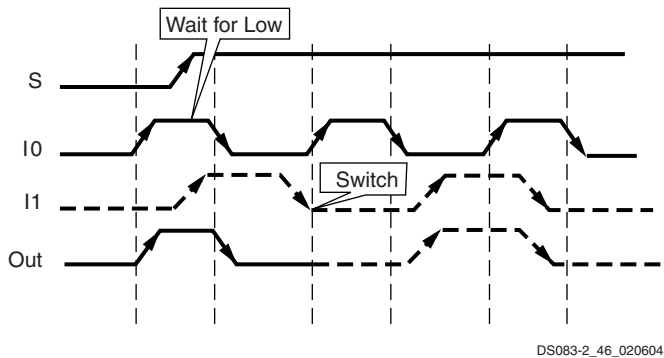 Wait for Low
S
I0
I1
Switch
Out
DS083-2_46_020604